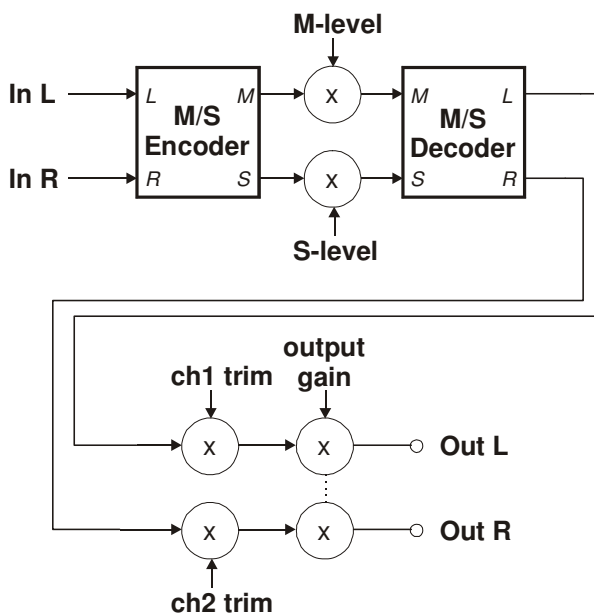 M-level
In L
L
M
x
M
L
M/S
Encoder
M/S
Decoder
In R
R
S
x
S
R
S-level
ch1 trim
output
gain
x
x
Out L
x
x
Out R
ch2 trim